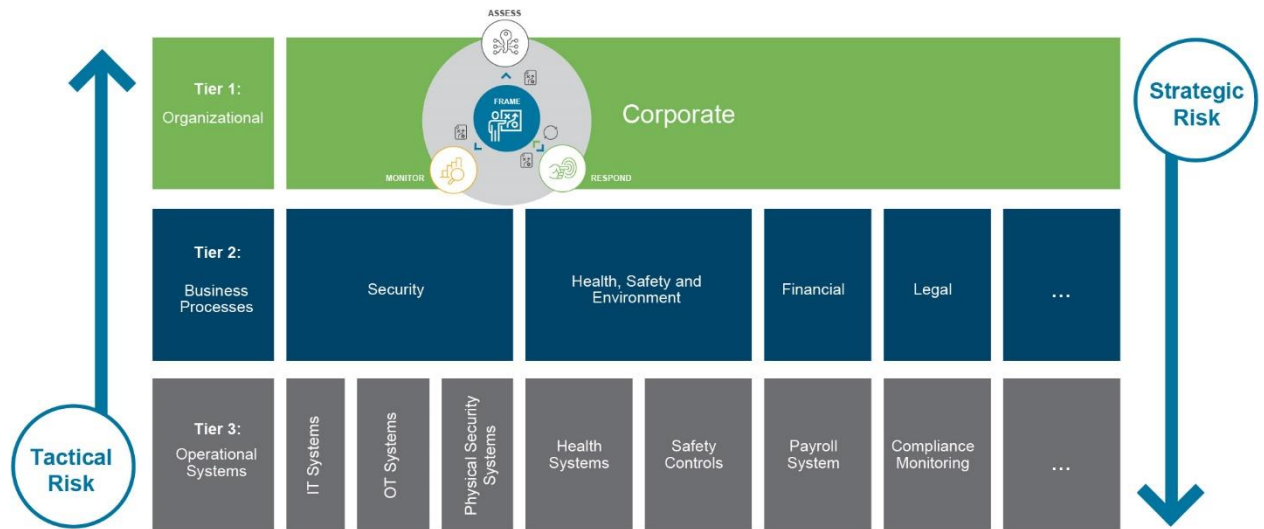 ASSESS
Tier 1:
Organizational
FRAME
MONITOR
RESPOND
Corporate
Strategic
Risk
Tier 2:
Business
Processes
Security
Health, Safety and
Environment
Financial
Legal
...
Tier 3:
Operational
Systems
IT Systems
OT Systems
Physical Security
Systems
Health
Systems
Safety
Controls
Payroll
System
Compliance
Monitoring
...
Tactical
Risk